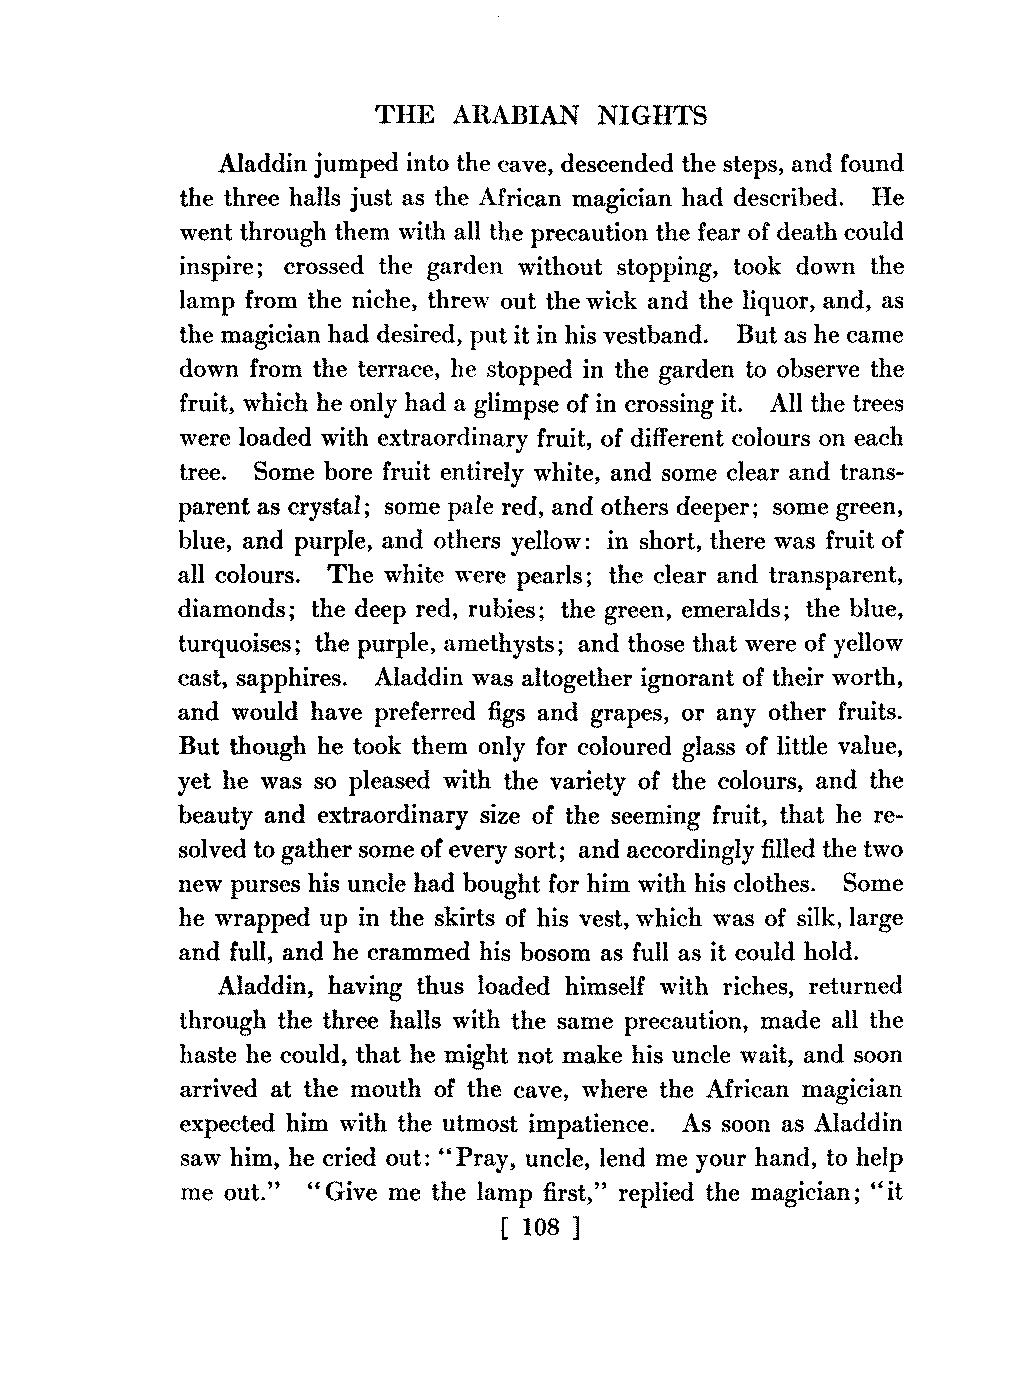 THE ARABIAN NIGHTS
Aladdin jumped into the cave, descended the steps, and found
the three halls just as the African magician had described. He
went through them with all the precaution the fear of death could
inspire; crossed the garden without stopping, took down the
lamp from the niche, threw out the wick and the liquor, and, as
the magician had desired, put it in his vestband. But as he came
down from the terrace, he stopped in the garden to observe the
fruit, which he only had a glimpse of in crossing it. All the trees
were loaded with extraordinary fruit, of different colours on each
tree. Some bore fruit entirely white, and some clear and trans-
parent as crystal; some pale red, and others deeper; some green,
blue, and purple, and others yellow: in short, there was fruit of
all colours. The white were pearls; the clear and transparent,
diamonds; the deep red, rubies; the green, emeralds; the blue,
turquoises; the purple, amethysts; and those that were of yellow
cast, sapphires. Aladdin was altogether ignorant of their worth,
and would have preferred figs and grapes, or any other fruits.
But though he took them only for coloured glass of little value,
yet he was so pleased with the variety of the colours, and the
beauty and extraordinary size of the seeming fruit, that he re-
solved to gather some of every sort; and accordingly filled the two
new purses his uncle had bought for him with his clothes. Some
he wrapped up in the skirts of his vest, which was of silk, large
and full, and he crammed his bosom as full as it could hold.
Aladdin, having thus loaded himself with riches, returned
through the three halls with the same precaution, made all the
haste he could, that he might not make his uncle wait, and soon
arrived at the mouth of the cave, where the African magician
expected him with the utmost impatience. As soon as Aladdin
saw him, he cried out: "Pray, uncle, lend me your hand, to help
me out." "Give me the lamp first," replied the magician; "it
[ 108 ]